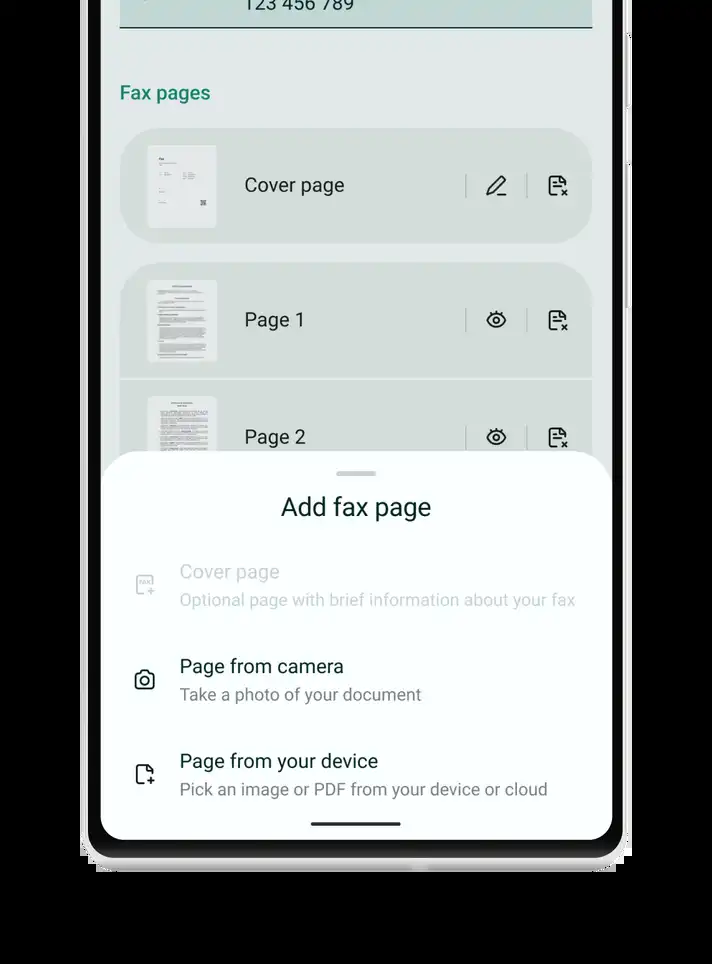 123 456 789
Fax pages
Fax
Cover page
Page 1
Page 2
Add fax page
FAX
Cover page
Optional page with brief information about your fax
Page from camera
Take a photo of your document
Page from your device
Pick an image or PDF from your device or cloud